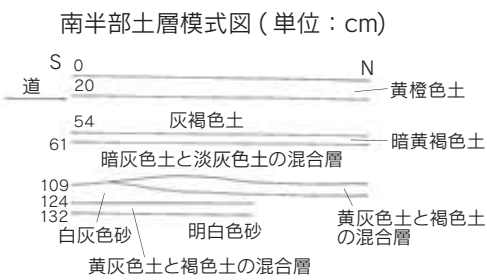 南半部土層模式図 ( 単位：cm)
S 0 N
道 20 黄橙色土
54 灰褐色土
61 暗黄褐色土
暗灰色土と淡灰色土の混合層
109
124 黄灰色土と褐色土
の混合層
132
白灰色砂 明白色砂
黄灰色土と褐色土の混合層